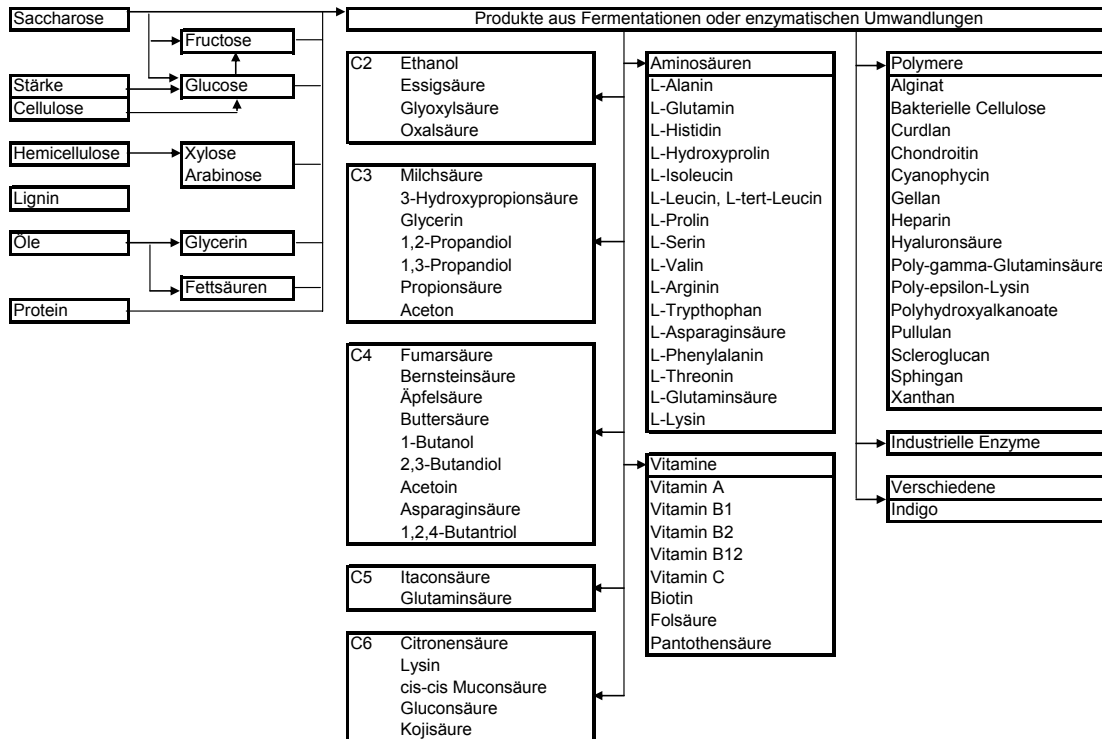 Saccharose
Fructose
Stärke
Glucose
Cellulose
Hemicellulose
Xylose
Arabinose
Lignin
Öle
Glycerin
Fettsäuren
Protein
Produkte aus Fermentationen oder enzymatischen Umwandlungen
C2 Ethanol
Essigsäure
Glyoxylsäure
Oxalsäure
C3 Milchsäure
3-Hydroxypropionsäure
Glycerin
1,2-Propandiol
1,3-Propandiol
Propionsäure
Aceton
C4 Fumarsäure
Bernsteinsäure
Äpfelsäure
Buttersäure
1-Butanol
2,3-Butandiol
Acetoin
Asparaginsäure
1,2,4-Butantriol
C5 Itaconsäure
Glutaminsäure
C6 Citronensäure
Lysin
cis-cis Muconsäure
Gluconsäure
Kojisäure
Aminosäuren
L-Alanin
L-Glutamin
L-Histidin
L-Hydroxyprolin
L-Isoleucin
L-Leucin, L-tert-Leucin
L-Prolin
L-Serin
L-Valin
L-Arginin
L-Trypthophan
L-Asparaginsäure
L-Phenylalanin
L-Threonin
L-Glutaminsäure
L-Lysin
Vitamine
Vitamin A
Vitamin B1
Vitamin B2
Vitamin B12
Vitamin C
Biotin
Folsäure
Pantothensäure
Polymere
Alginat
Bakterielle Cellulose
Curdlan
Chondroitin
Cyanophycin
Gellan
Heparin
Hyaluronsäure
Poly-gamma-Glutaminsäure
Poly-epsilon-Lysin
Polyhydroxyalkanoate
Pullulan
Scleroglucan
Sphingan
Xanthan
Industrielle Enzyme
Verschiedene
Indigo